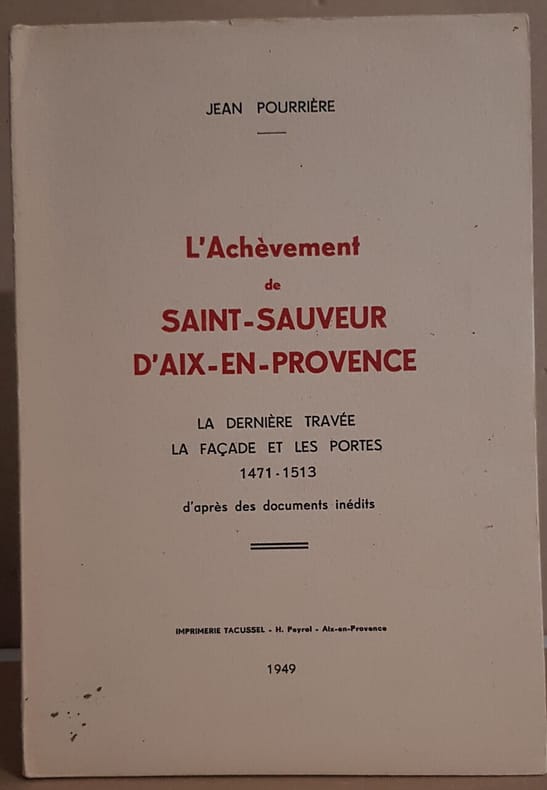 JEAN POURRIÈRE
L'Achèvement
de
SAINT-SAUVEUR
D'AIX-EN-PROVENCE
LA DERNIÈRE TRAVÉE
LA FAÇADE ET LES PORTES
1471-1513
d'après des documents inédits
IMPRIMERIE TACUSSEL - H. Peyrol - Aix-en-Provence
1949